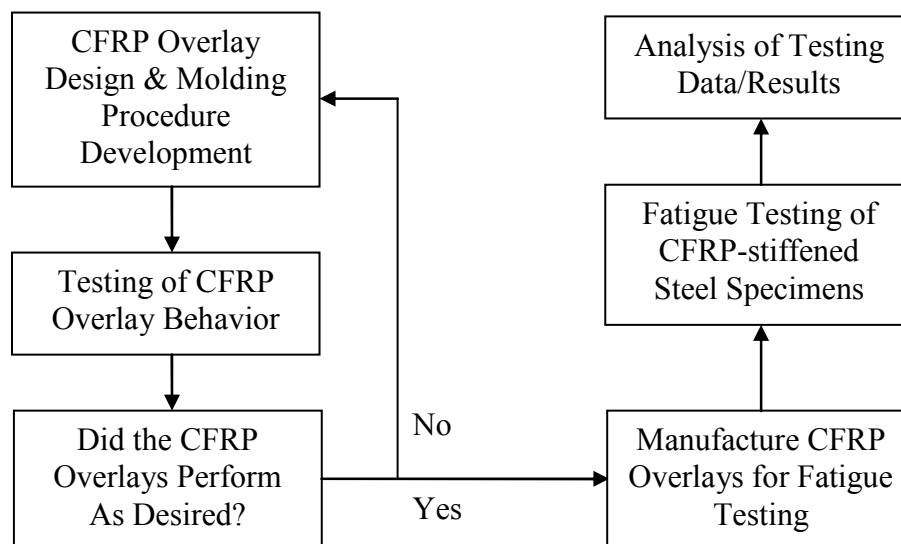 CFRP Overlay
Design & Molding
Procedure
Development
Testing of CFRP
Overlay Behavior
Did the CFRP
Overlays Perform
As Desired?
No
Yes
Manufacture CFRP
Overlays for Fatigue
Testing
Fatigue Testing of
CFRP-stiffened
Steel Specimens
Analysis of Testing
Data/Results